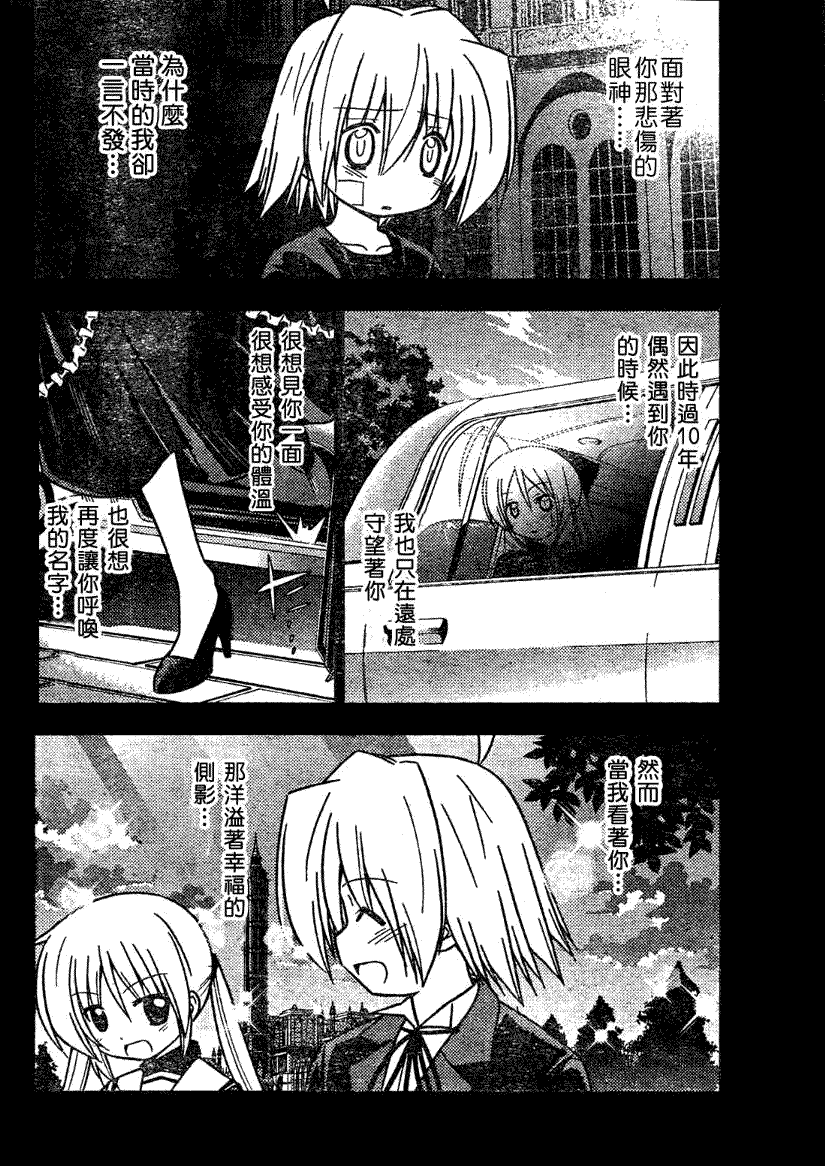 面對著
你那悲傷的
眼神……
為什麼
當時的我卻
一言不發…
因此時過10年
偶然遇到你
的時候…
我也只在遠處
守望著你
很想見你一面
很想感受你的體溫
也很想
再度讓你呼喚
我的名字…
然而
當我看著你…
那洋溢著幸福的
側影…